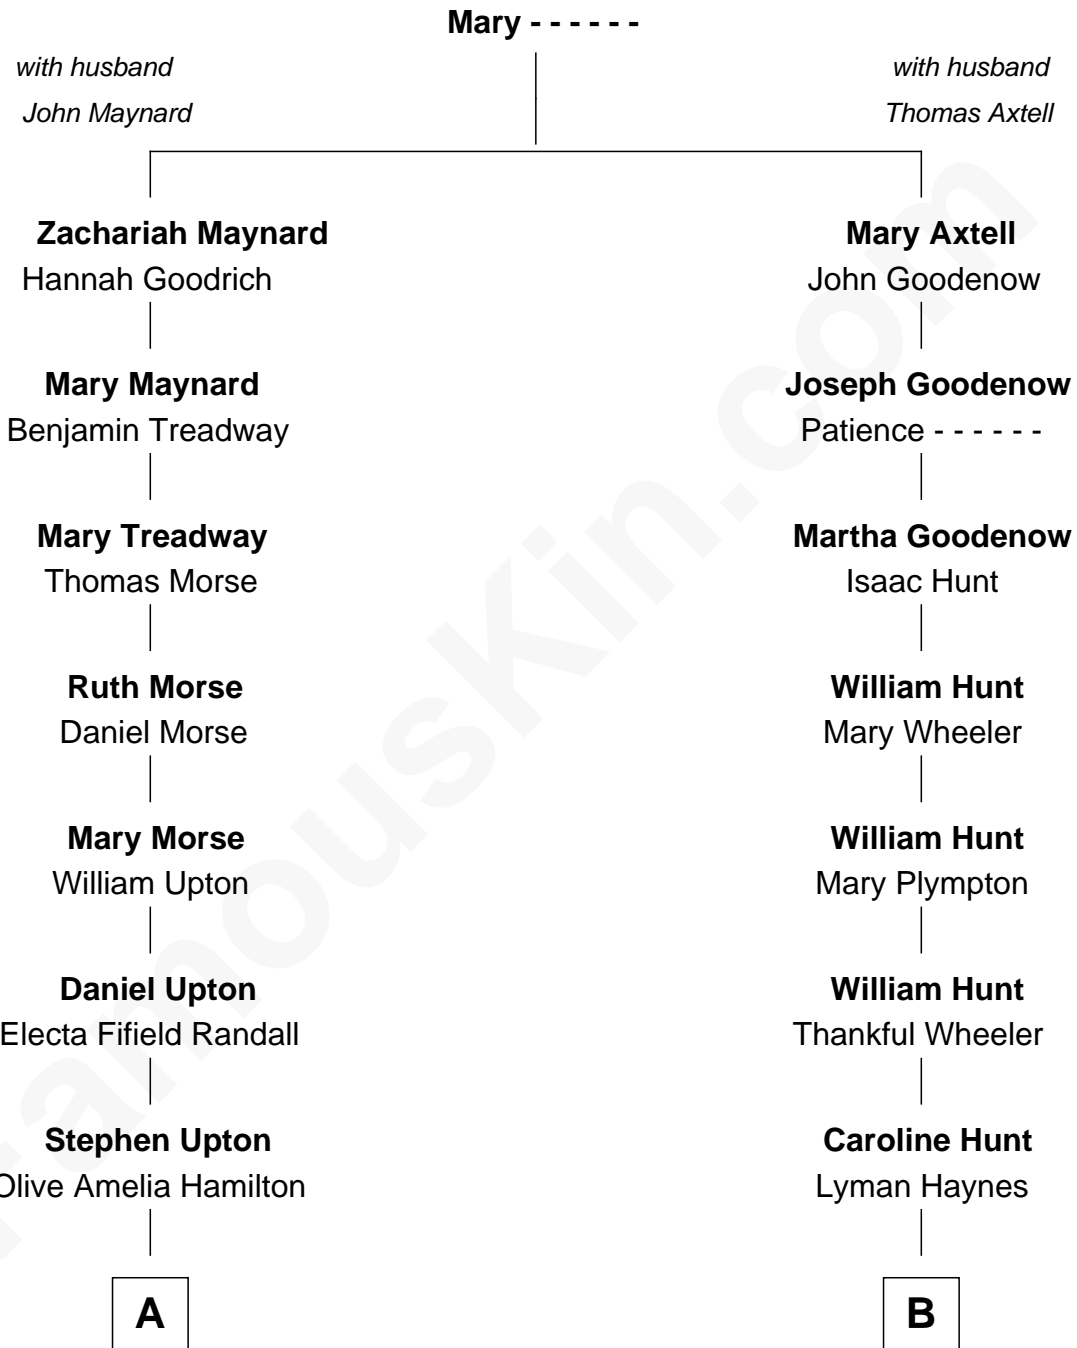 Mary - - - - - -
with husband
John Maynard
with husband
Thomas Axtell
Zachariah Maynard
Hannah Goodrich
Mary Axtell
John Goodenow
Mary Maynard
Benjamin Treadway
Joseph Goodenow
Patience - - - - - -
Mary Treadway
Thomas Morse
Martha Goodenow
Isaac Hunt
Ruth Morse
Daniel Morse
William Hunt
Mary Wheeler
Mary Morse
William Upton
William Hunt
Mary Plympton
Daniel Upton
Electa Fifield Randall
William Hunt
Thankful Wheeler
Stephen Upton
Olive Amelia Hamilton
Caroline Hunt
Lyman Haynes
A
B
FamousKin.com